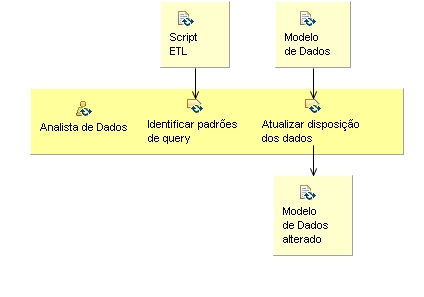 Script
ETL
Modelo
de Dados
Analista de Dados
Identificar padrões
de query
Atualizar disposição
dos dados
Modelo
de Dados
alterado